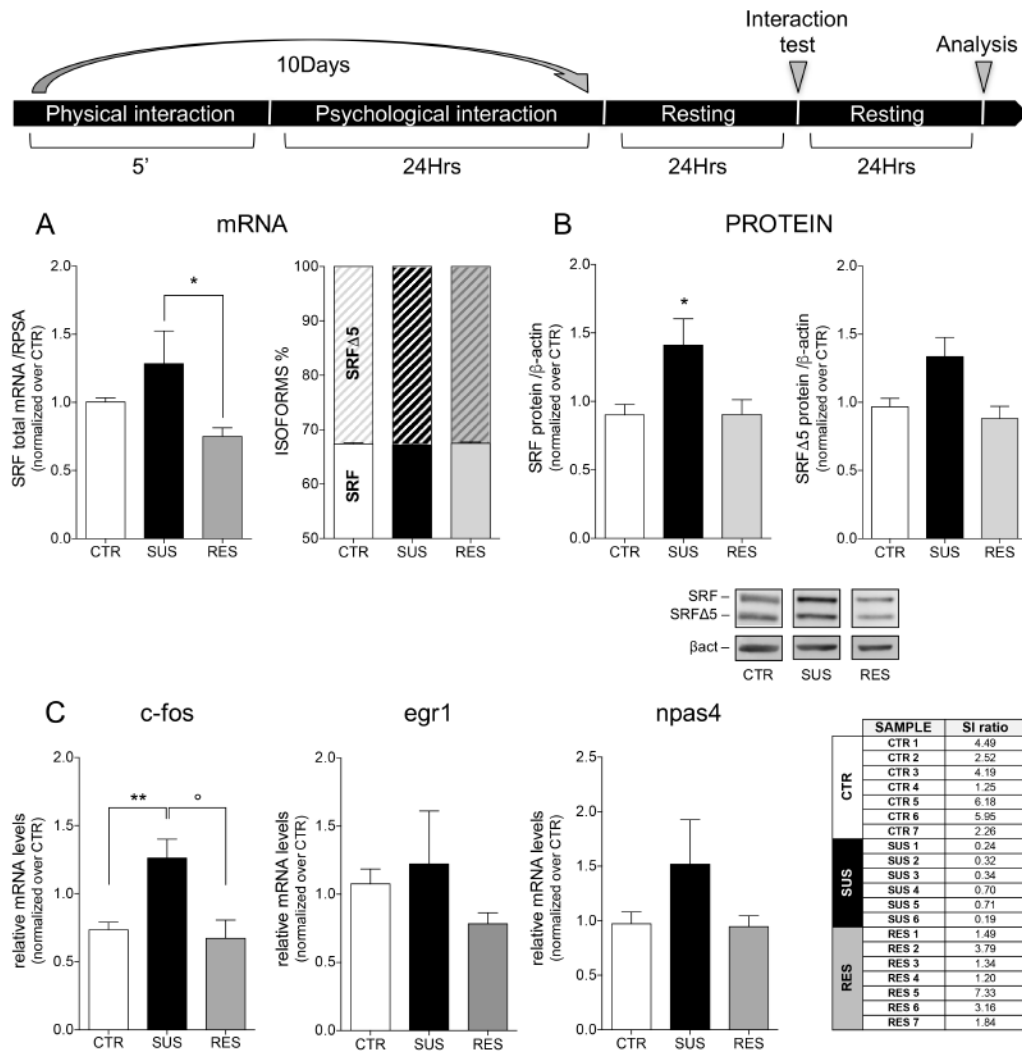 Interaction
test
Analysis
10Days
Physical interaction
Psychological interaction
Resting
Resting
5’
24Hrs
24Hrs
24Hrs
A
mRNA
SRF total mRNA /RPSA
(normalized over CTR)
2.0
1.5
1.0
0.5
0.0
*
CTR SUS RES
ISOFORMS %
100
90
80
70
60
50
SRFΔ5
SRF
CTR SUS RES
B
PROTEIN
SRF protein /β-actin
(normalized over CTR)
2.0
1.5
1.0
0.5
0.0
*
CTR SUS RES
SRFΔ5 protein /β-actin
(normalized over CTR)
2.0
1.5
1.0
0.5
0.0
CTR SUS RES
SRF –
SRFΔ5 –
βact –
CTR SUS RES
C
c-fos
relative mRNA levels
(normalized over CTR)
2.0
1.5
1.0
0.5
0.0
** °
CTR SUS RES
egr1
relative mRNA levels
(normalized over CTR)
2.0
1.5
1.0
0.5
0.0
CTR SUS RES
npas4
relative mRNA levels
(normalized over CTR)
2.5
2.0
1.5
1.0
0.5
0.0
CTR SUS RES
SAMPLE SI ratio
CTR
CTR 1 4.49
CTR 2 2.52
CTR 3 4.19
CTR 4 1.25
CTR 5 6.18
CTR 6 5.95
CTR 7 2.26
SUS
SUS 1 0.24
SUS 2 0.32
SUS 3 0.34
SUS 4 0.70
SUS 5 0.71
SUS 6 0.19
RES
RES 1 1.49
RES 2 3.79
RES 3 1.34
RES 4 1.20
RES 5 7.33
RES 6 3.16
RES 7 1.84